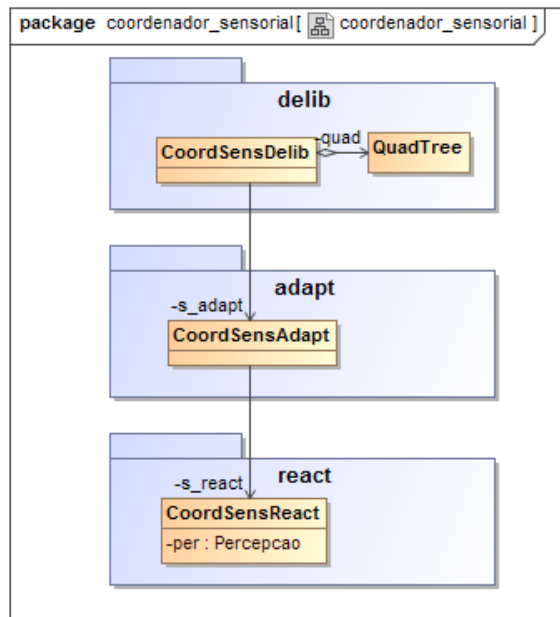 package coordenador_sensorial[ coordenador_sensorial ]
delib
-quad
CoordSensDelib
QuadTree
adapt
-s_adapt
CoordSensAdapt
react
-s_react
CoordSensReact
-per : Percepcao